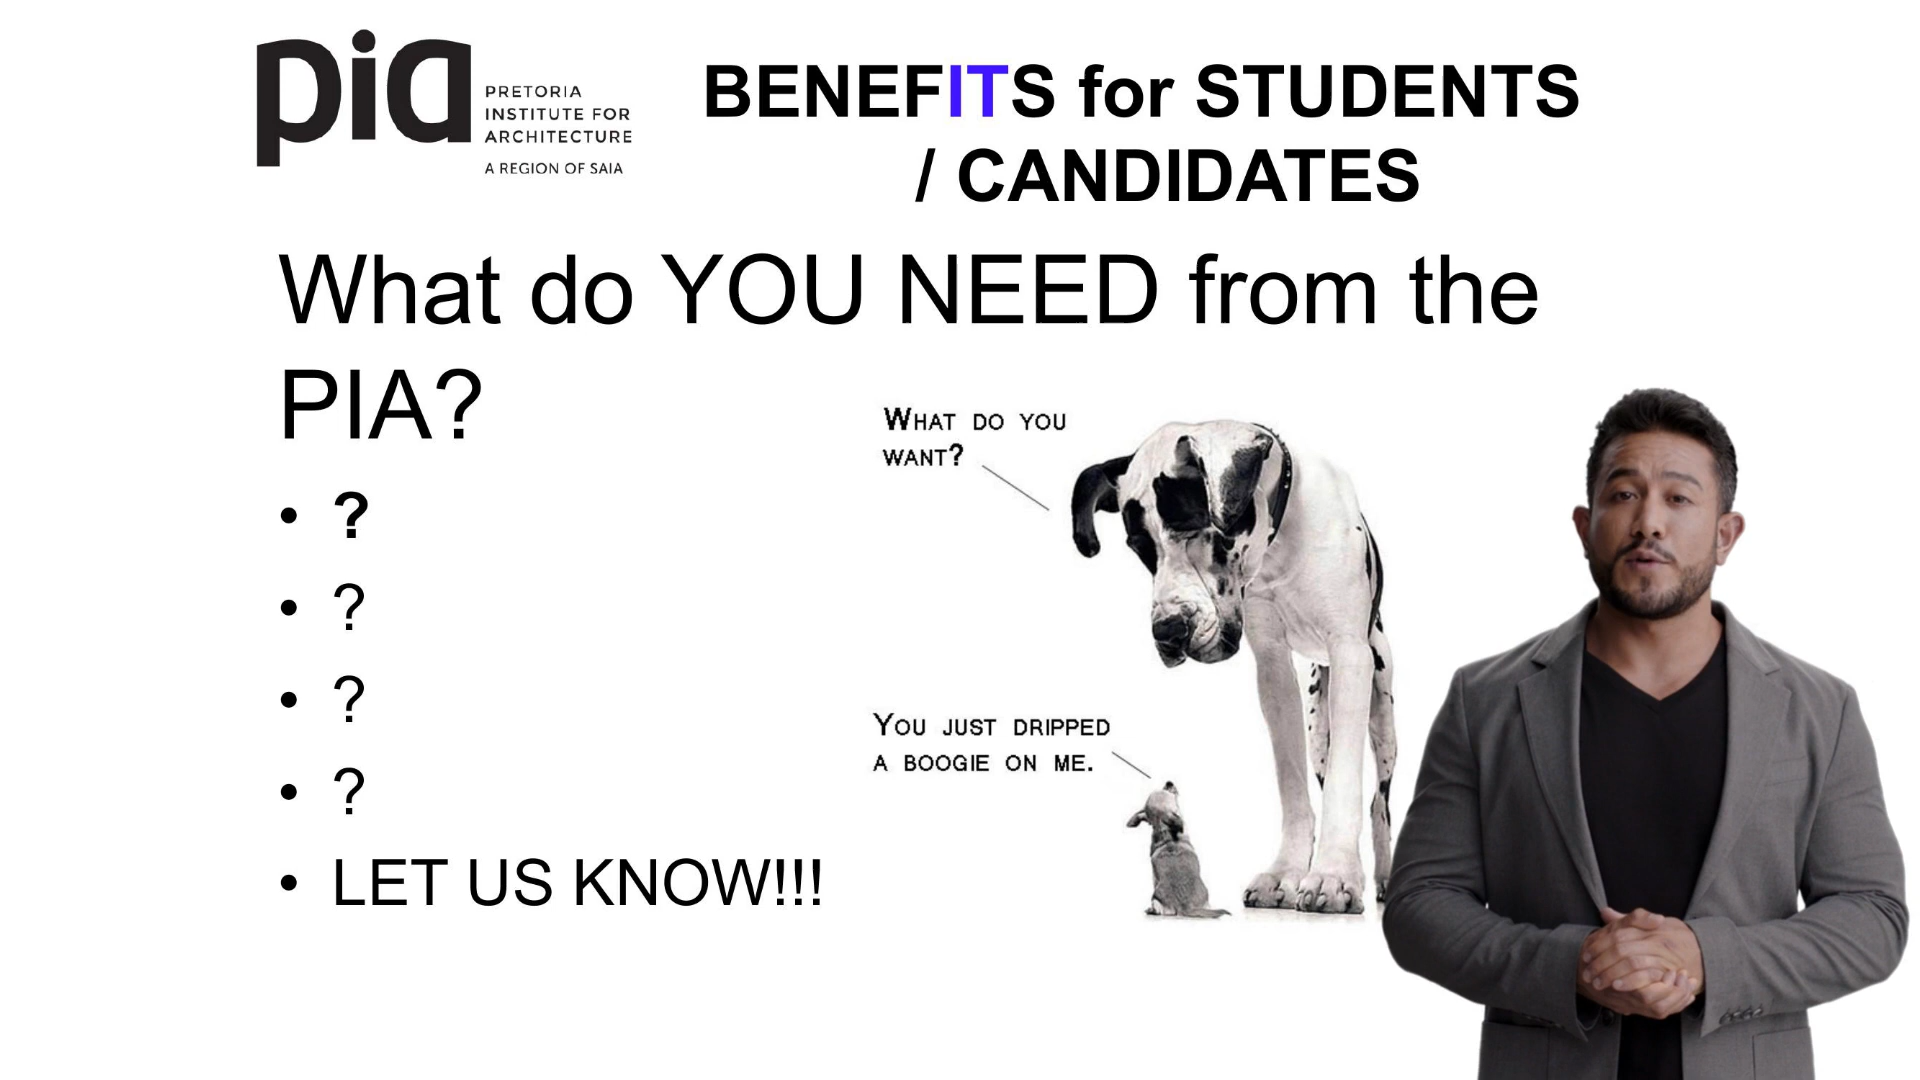 pia
PRETORIA
INSTITUTE FOR
ARCHITECTURE
A REGION OF SAIA
BENEFITS for STUDENTS
/ CANDIDATES
What do YOU NEED from the
PIA?
• ?
• ?
• ?
• ?
• LET US KNOW!!!
WHAT DO YOU
WANT?
YOU JUST DRIPPED
A BOOGIE ON ME.